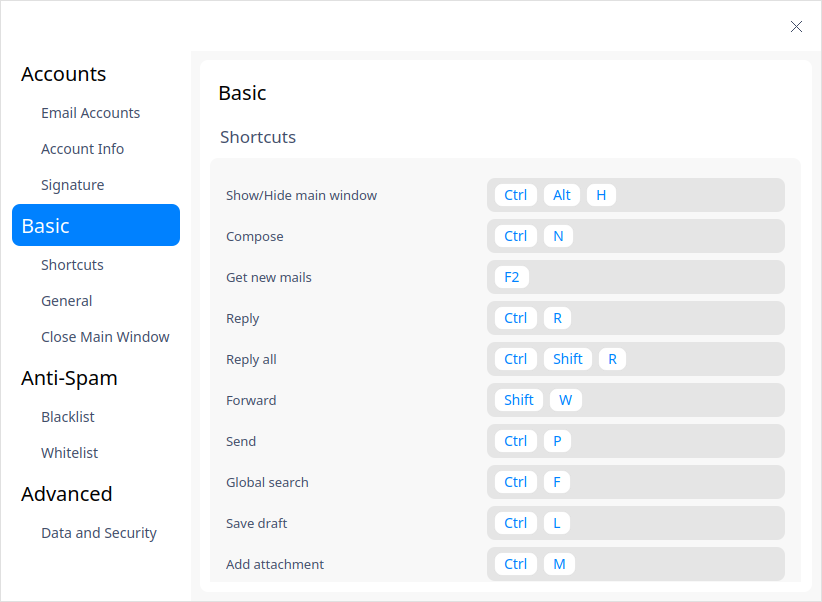 Accounts
Email Accounts
Account Info
Signature
Basic
Shortcuts
General
Close Main Window
Anti-Spam
Blacklist
Whitelist
Advanced
Data and Security
Basic
Shortcuts
Show/Hide main window Ctrl Alt H
Compose Ctrl N
Get new mails F2
Reply Ctrl R
Reply all Ctrl Shift R
Forward Shift W
Send Ctrl P
Global search Ctrl F
Save draft Ctrl L
Add attachment Ctrl M